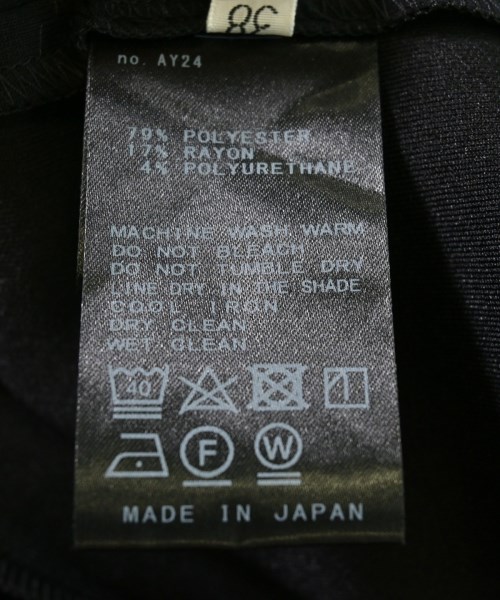 38
no. AY24
79% POLYESTER
17% RAYON
4% POLYURETHANE
MACHINE WASH WARM
DO NOT BLEACH
DO NOT TUMBLE DRY
LINE DRY IN THE SHADE
COOL IRON
DRY CLEAN
WET CLEAN
40
F W
MADE IN JAPAN